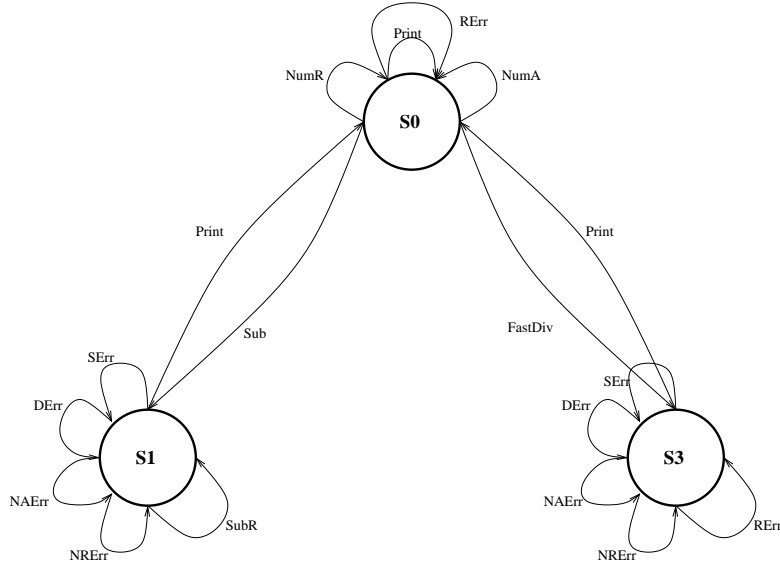 RErr
Print
NumR
NumA
S0
Print
Print
FastDiv
Sub
SErr
SErr
DErr
DErr
S1
S3
NAErr
NAErr
SubR
RErr
NRErr
NRErr